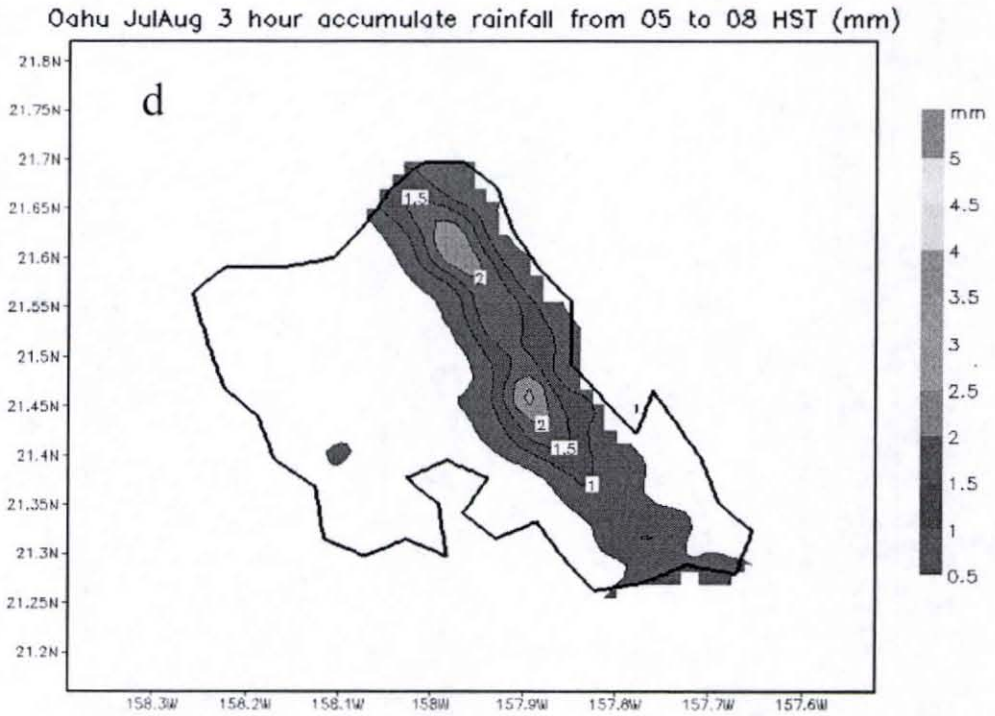 Oahu JulAug 3 hour accumulate rainfall from 05 to 08 HST (mm)
d
21.8N
21.75N
21.7N
21.65N
21.6N
21.55N
21.5N
21.45N
21.4N
21.35N
21.3N
21.25N
21.2N
158.3W 158.2W 158.1W 158W 157.9W 157.8W 157.7W 157.6W
1.5
2
2
1.5
1
1
mm
5
4.5
4
3.5
3
2.5
2
1.5
1
0.5